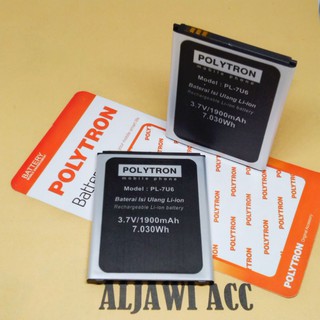 POLYTRON
mobile phone
Model : PL-7U6
Baterai Isi Ulang Li-ion
Rechargeable Li-ion battery
3.7V/1900mAh
7.030Wh
BATTERY
POLYTRON
Batter
POLYTRON
mobile phone
Model : PL-7U6
Baterai Isi Ulang Li-ion
Rechargeable Li-ion battery
3.7V/1900mAh
7.030Wh
POLYTRON
ALJAWI ACC